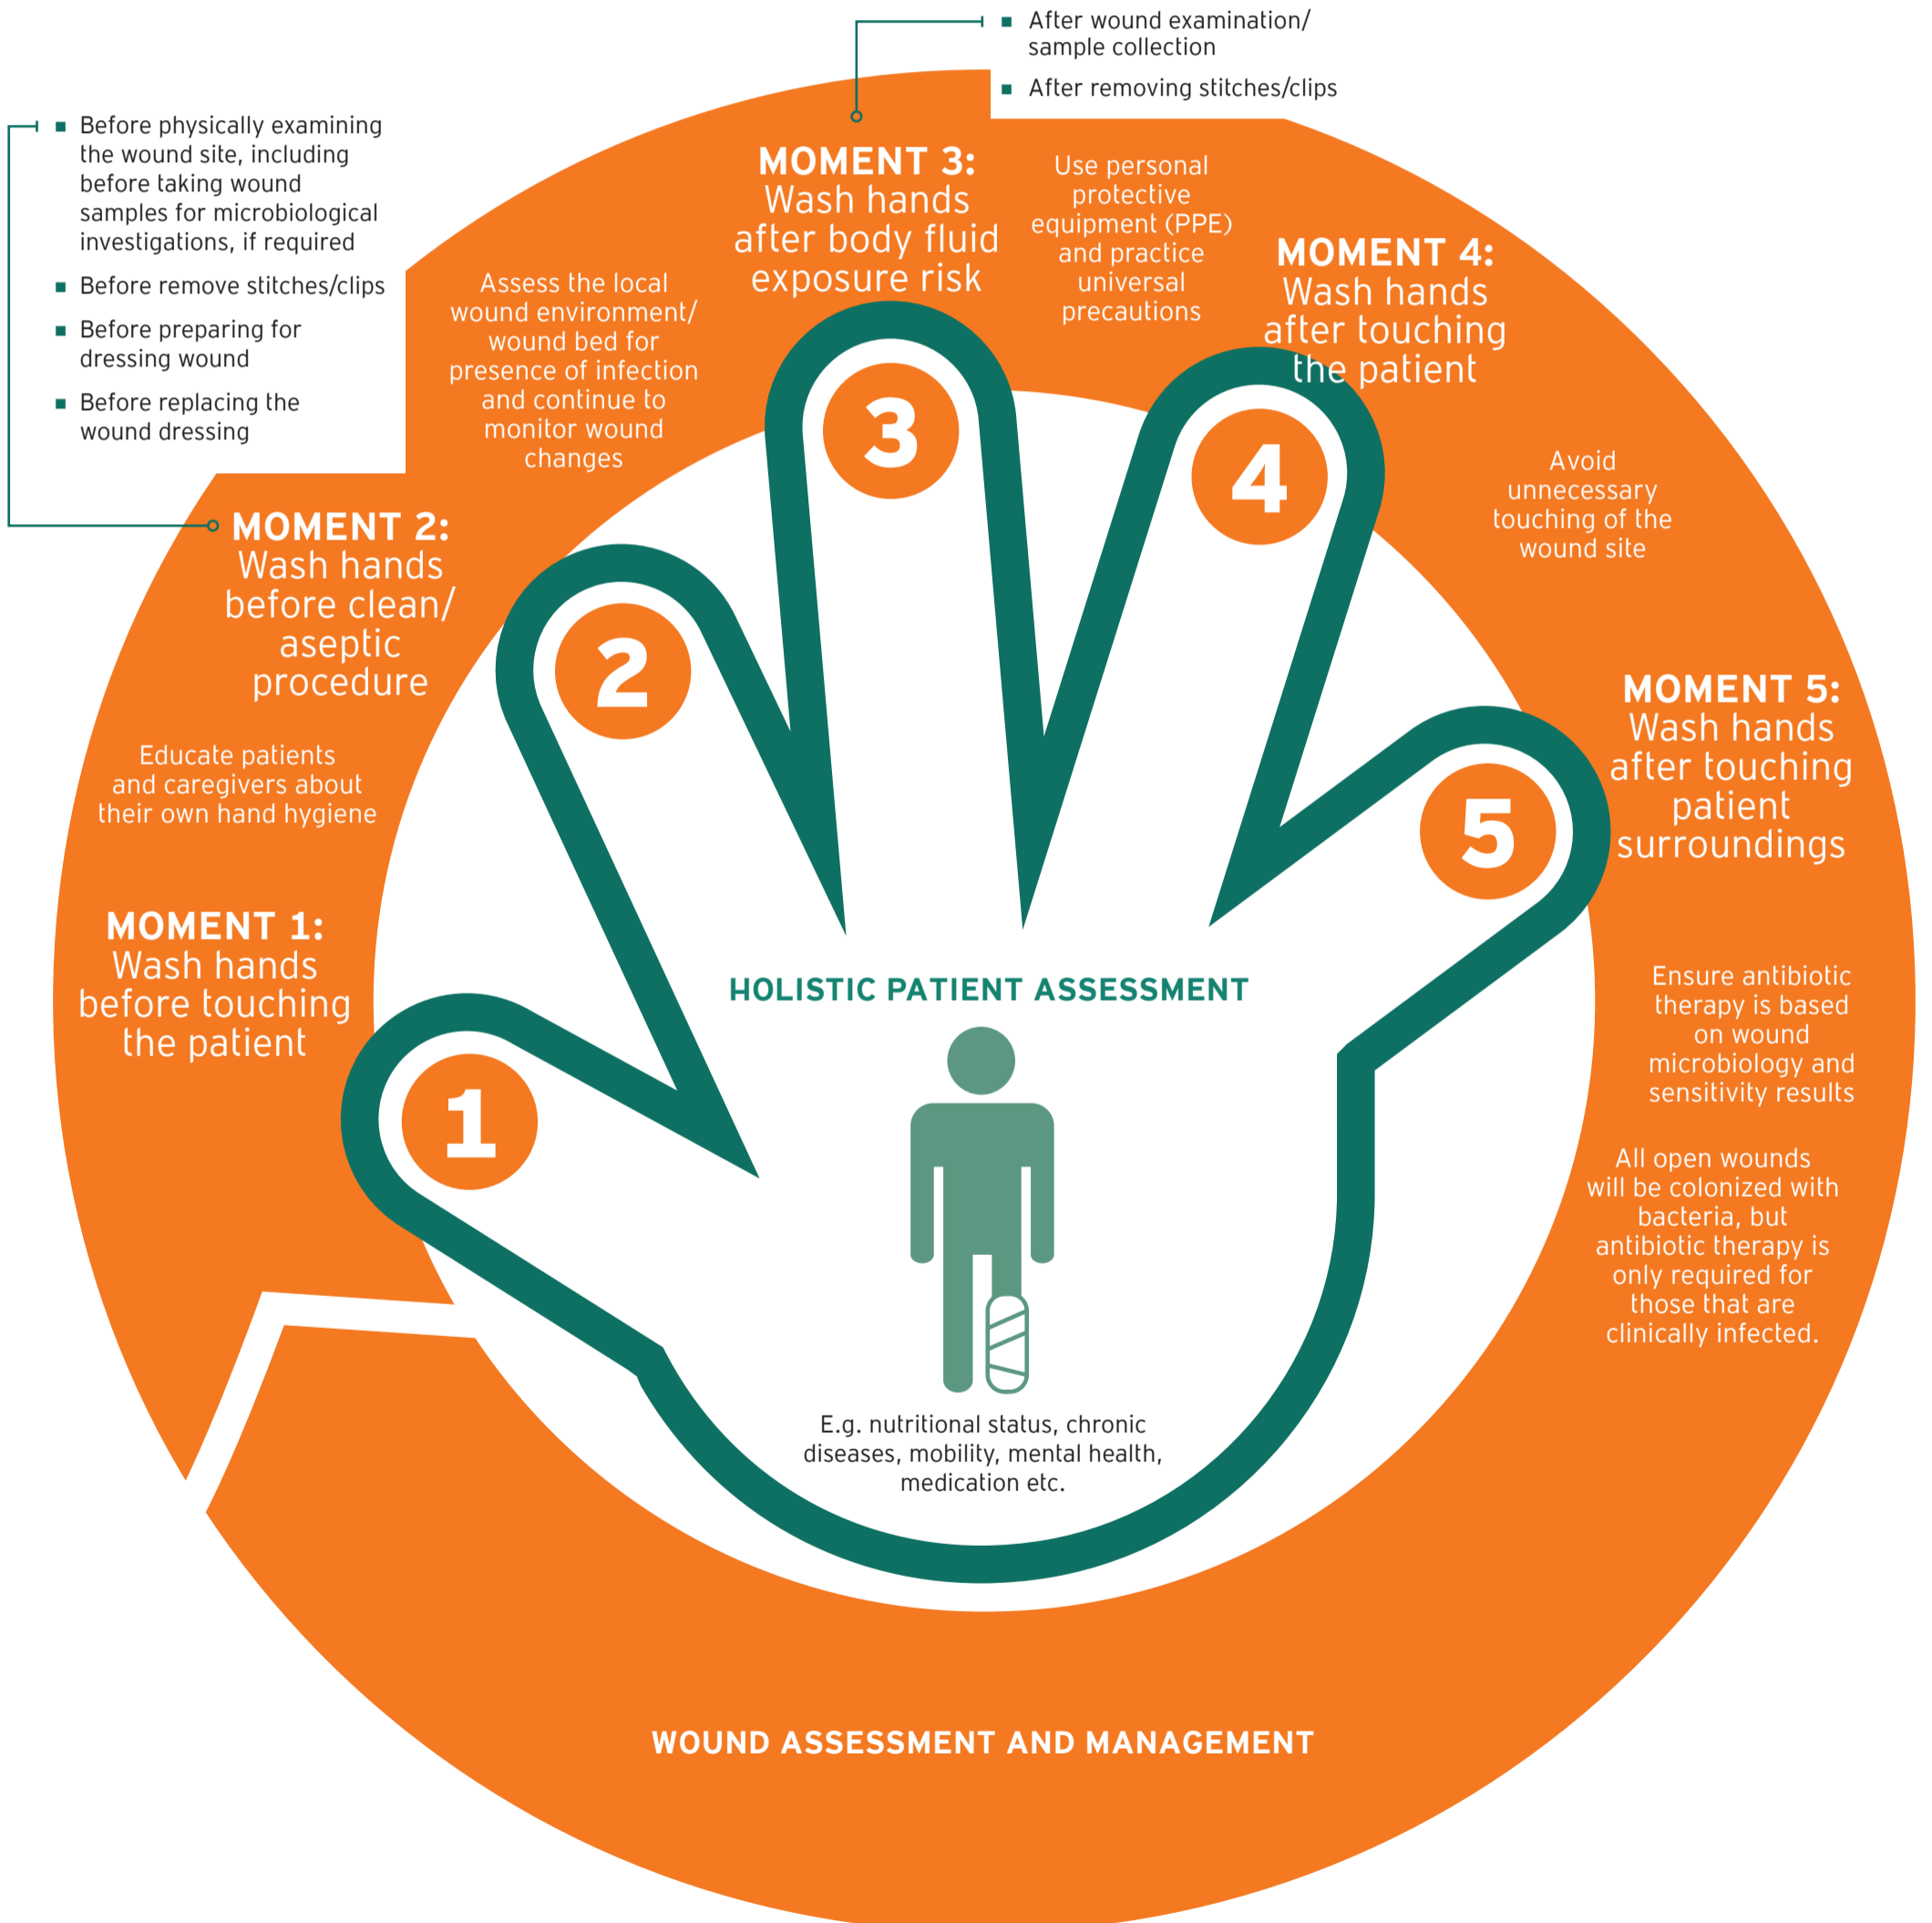 After wound examination/
sample collection
After removing stitches/clips
Before physically examining
the wound site, including
before taking wound
samples for microbiological
investigations, if required
Before remove stitches/clips
Before preparing for
dressing wound
Before replacing the
wound dressing
MOMENT 1:
Wash hands
before touching
the patient
Educate patients
and caregivers about
their own hand hygiene
MOMENT 2:
Wash hands
before clean/
aseptic
procedure
Assess the local
wound environment/
wound bed for
presence of infection
and continue to
monitor wound
changes
MOMENT 3:
Wash hands
after body fluid
exposure risk
Use personal
protective
equipment (PPE)
and practice
universal
precautions
MOMENT 4:
Wash hands
after touching
the patient
Avoid
unnecessary
touching of the
wound site
MOMENT 5:
Wash hands
after touching
patient
surroundings
Ensure antibiotic
therapy is based
on wound
microbiology and
sensitivity results
All open wounds
will be colonized with
bacteria, but
antibiotic therapy is
only required for
those that are
clinically infected.
1
2
3
4
5
HOLISTIC PATIENT ASSESSMENT
E.g. nutritional status, chronic
diseases, mobility, mental health,
medication etc.
WOUND ASSESSMENT AND MANAGEMENT